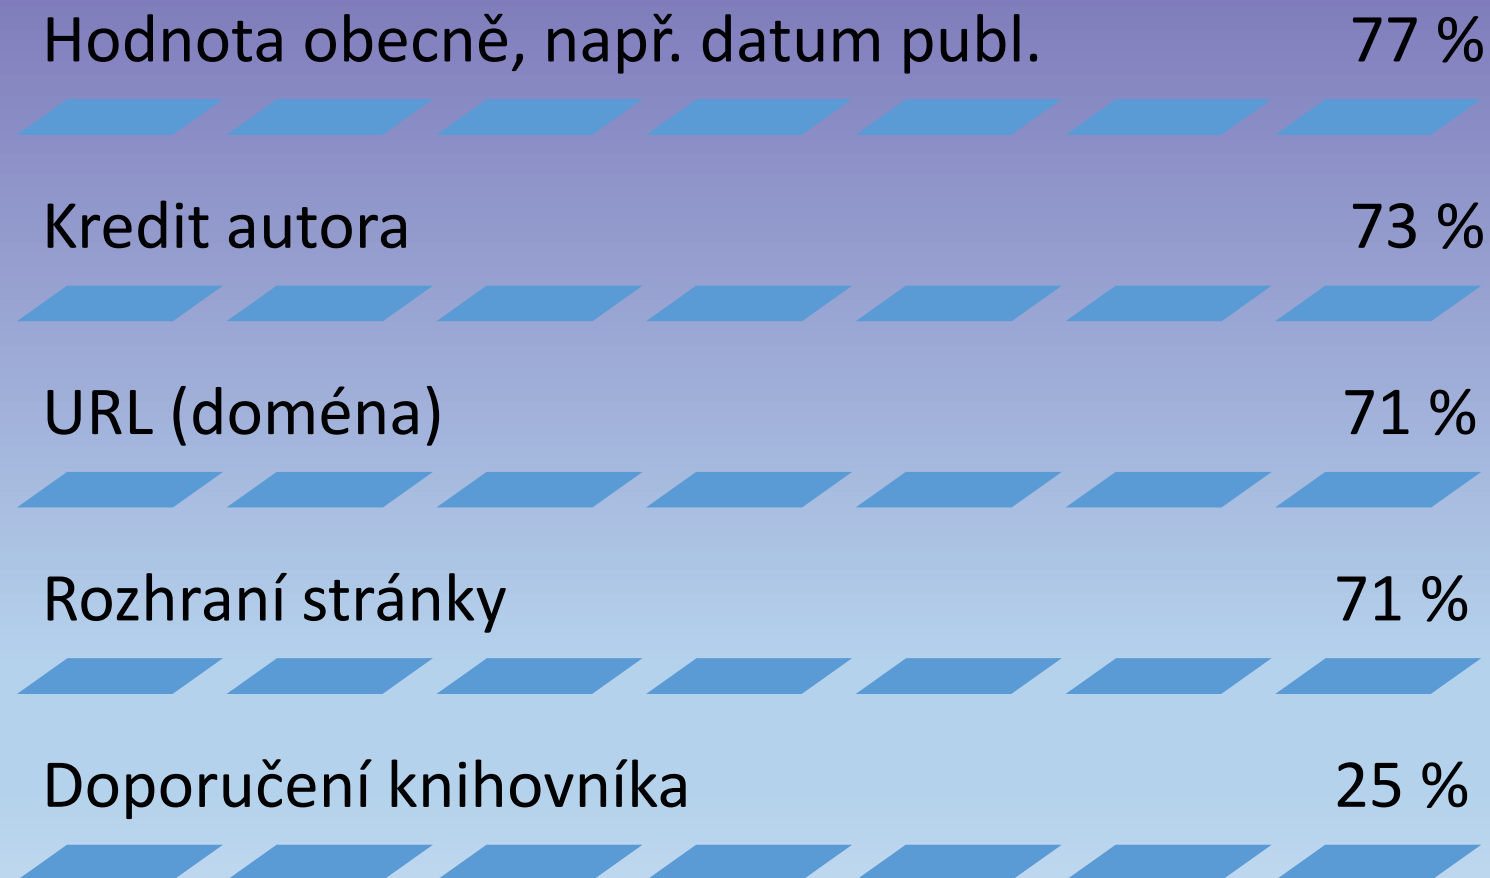 Hodnota obecně, např. datum publ. 77 %
Kredit autora 73 %
URL (doména) 71 %
Rozhraní stránky 71 %
Doporučení knihovníka 25 %